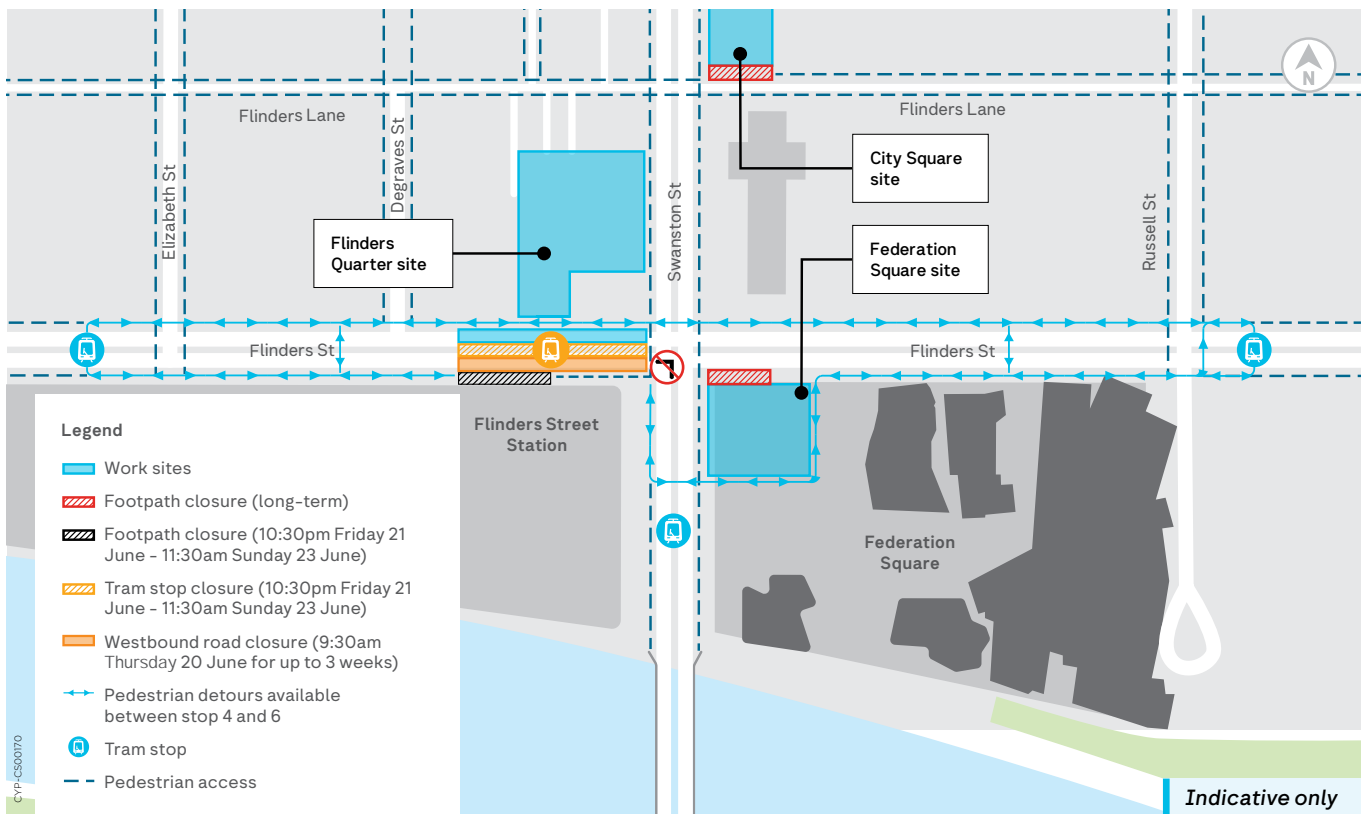 N
Flinders Lane
Flinders Lane
Elizabeth St
Degraves St
Swanston St
Russell St
City Square
site
Flinders
Quarter site
Federation
Square site
Flinders St
Flinders St
Flinders Street
Station
Federation
Square
Legend
Work sites
Footpath closure (long-term)
Footpath closure (10:30pm Friday 21
June - 11:30am Sunday 23 June)
Tram stop closure (10:30pm Friday 21
June - 11:30am Sunday 23 June)
Westbound road closure (9:30am
Thursday 20 June for up to 3 weeks)
Pedestrian detours available
between stop 4 and 6
Tram stop
Pedestrian access
CYP-CS00170
Indicative only